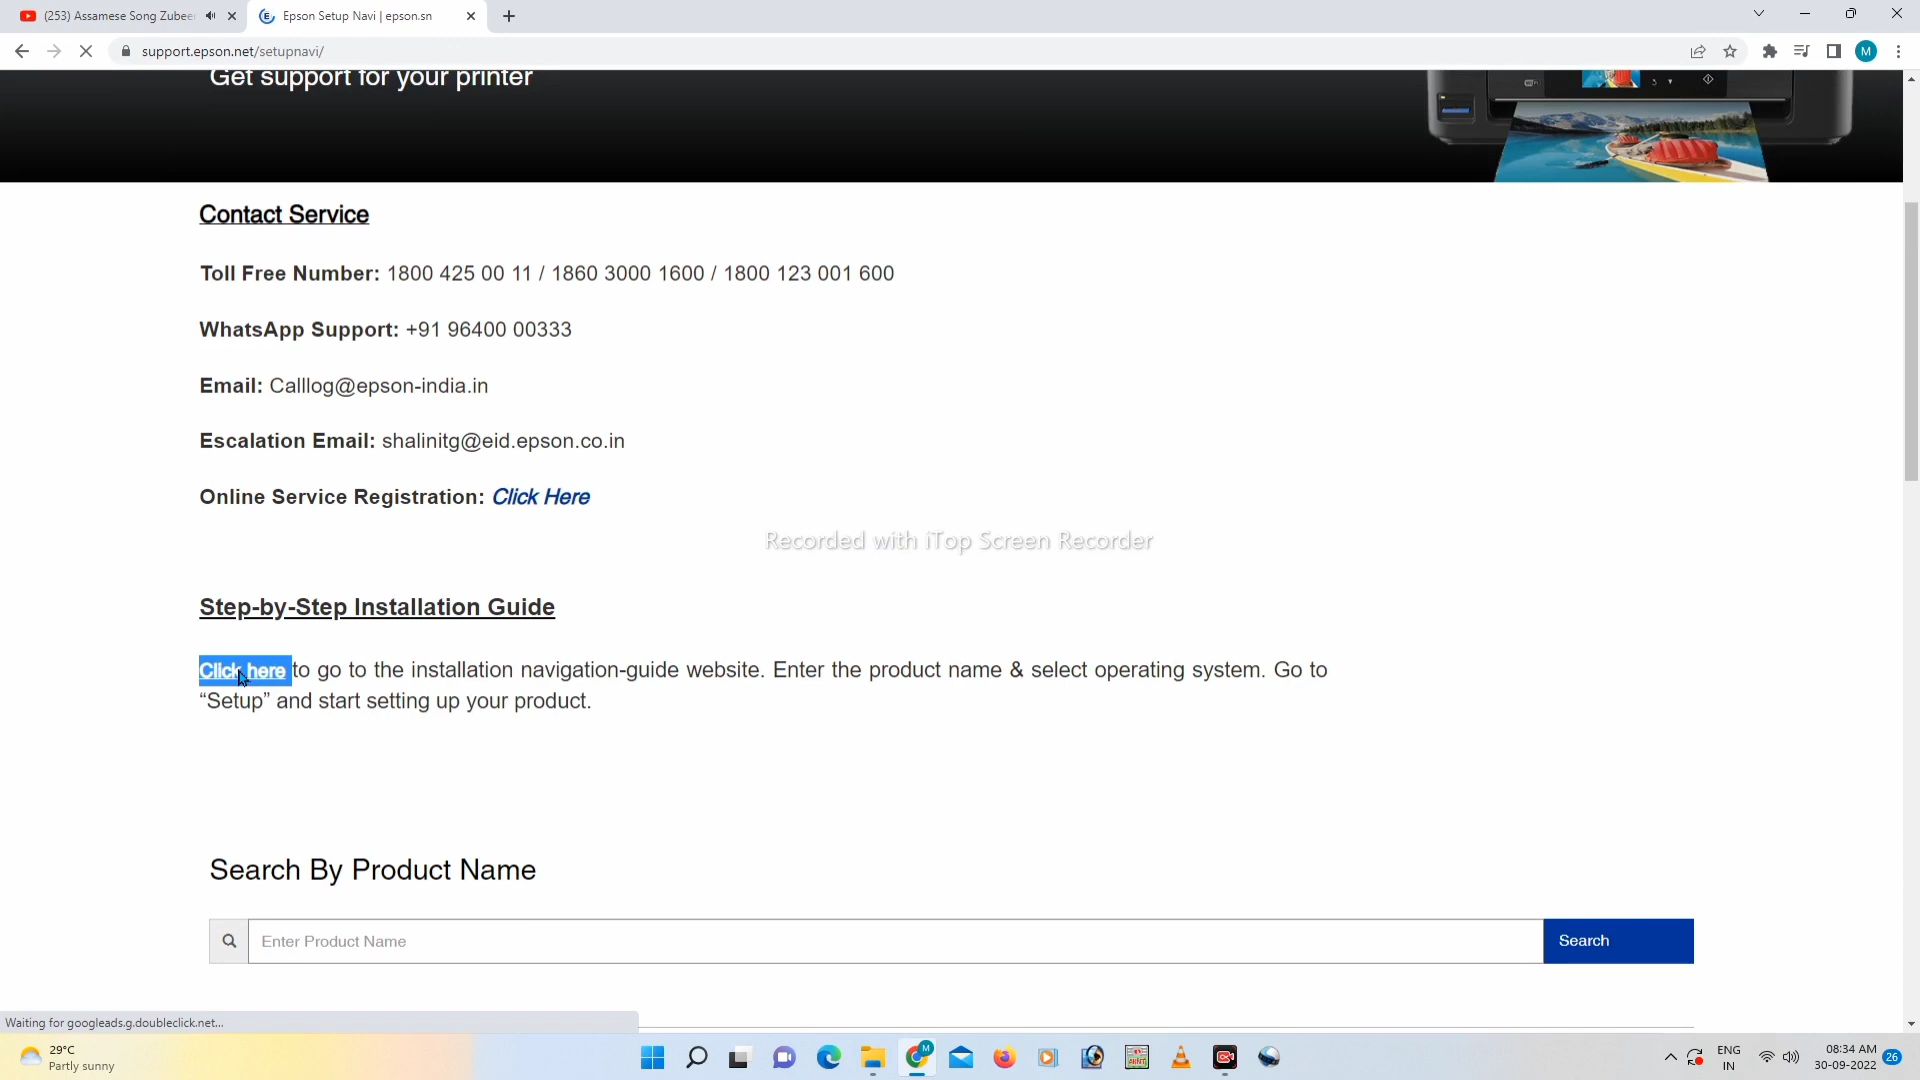 (253) Assamese Song Zubee
Epson Setup Navi | epson.sn
support.epson.net/setupnavi/
M
Get support for your printer
Contact Service
Toll Free Number: 1800 425 00 11 / 1860 3000 1600 / 1800 123 001 600
WhatsApp Support: +91 96400 00333
Email: Calllog@epson-india.in
Escalation Email: shalinitg@eid.epson.co.in
Online Service Registration: Click Here
Recorded with iTop Screen Recorder
Step-by-Step Installation Guide
Click here to go to the installation navigation-guide website. Enter the product name & select operating system. Go to
“Setup” and start setting up your product.
Search By Product Name
Enter Product Name
Search
Waiting for googleads.g.doubleclick.net...
29°C
Partly sunny
M
ENG
IN
08:34 AM
30-09-2022
26